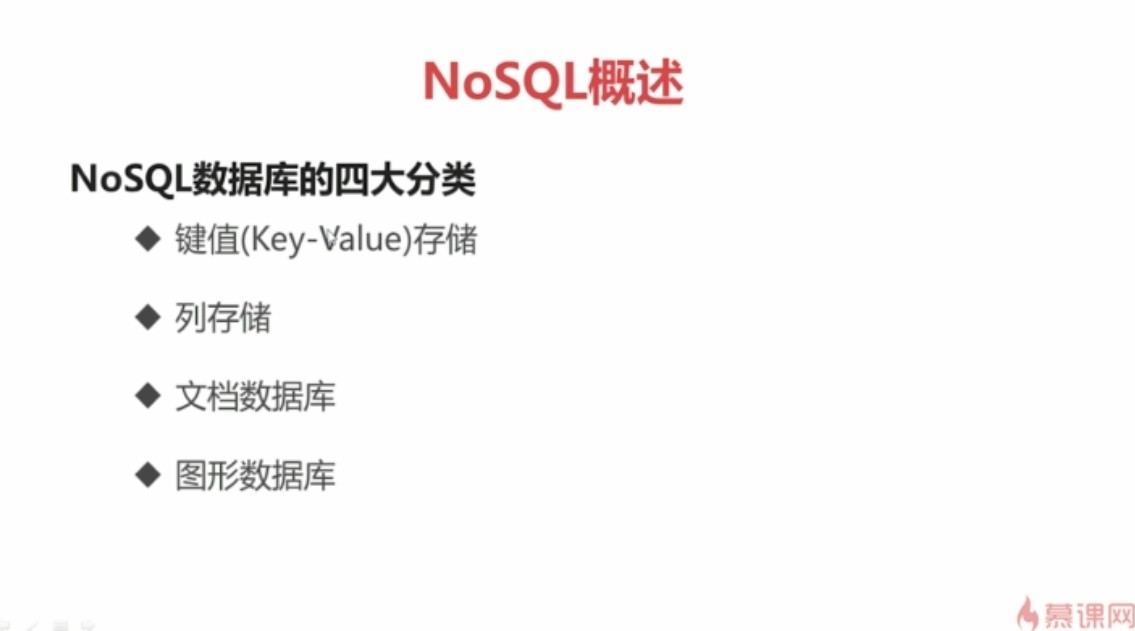 NoSQL概述
NoSQL数据库的四大分类
◆ 键值(Key-Value)存储
◆ 列存储
◆ 文档数据库
◆ 图形数据库
慕课网